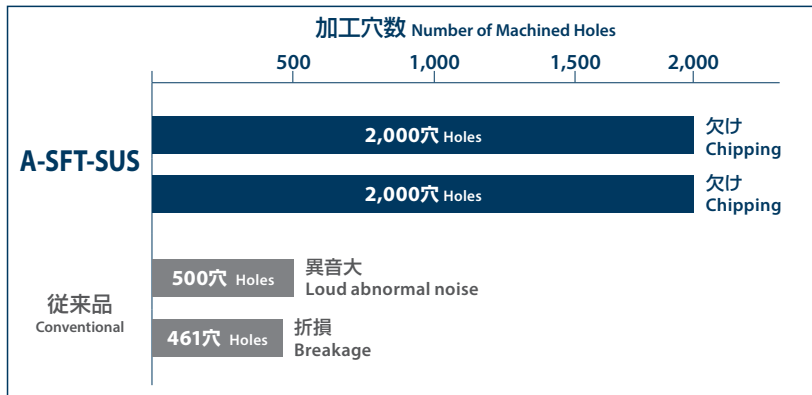 加工穴数 Number of Machined Holes
500 1,000 1,500 2,000
A-SFT-SUS
2,000穴 Holes
欠け
Chipping
2,000穴 Holes
欠け
Chipping
従来品
Conventional
500穴 Holes
異音大
Loud abnormal noise
461穴 Holes
折損
Breakage